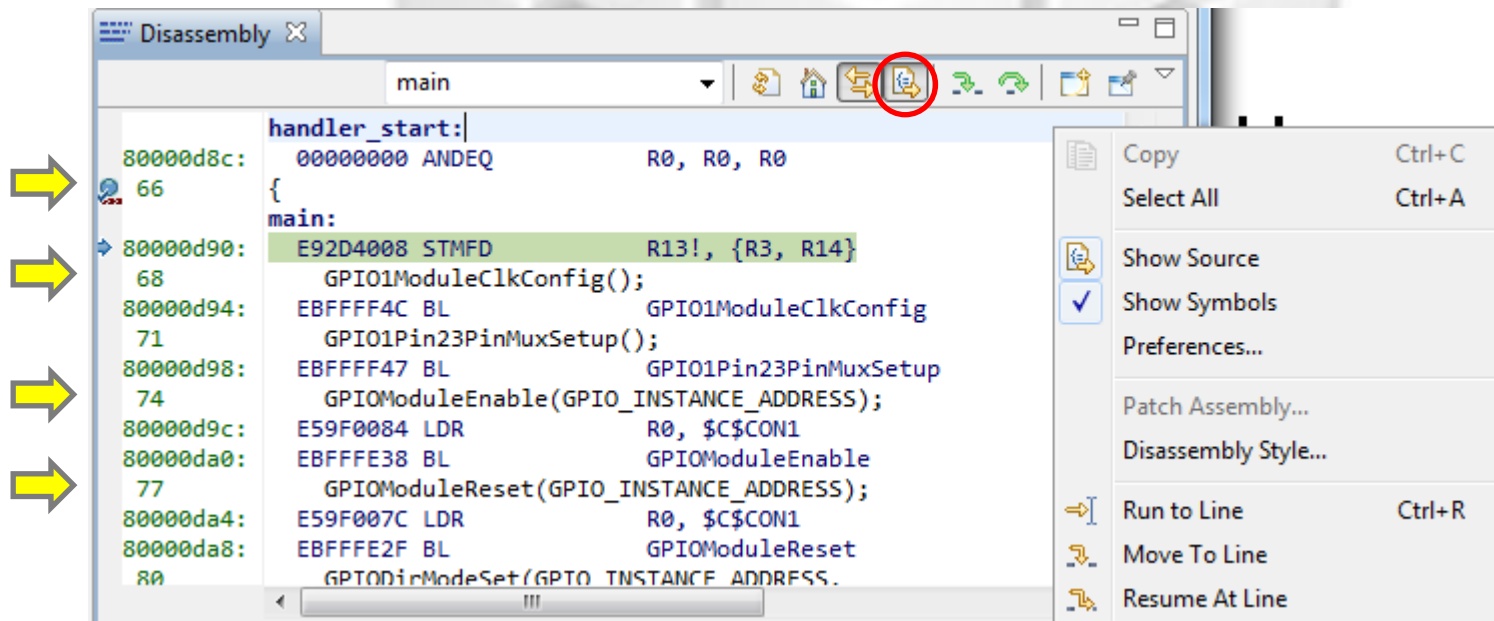 Disassembly
main
handler_start:
80000d8c: 00000000 ANDEQ R0, R0, R0
66 {
main:
80000d90: E92D4008 STMFD R13!, {R3, R14}
68 GPIO1ModuleClkConfig();
80000d94: EBFFFF4C BL GPIO1ModuleClkConfig
71 GPIO1Pin23PinMuxSetup();
80000d98: EBFFFF47 BL GPIO1Pin23PinMuxSetup
74 GPIOModuleEnable(GPIO_INSTANCE_ADDRESS);
80000d9c: E59F0084 LDR R0, $C$CON1
80000da0: EBFFFE38 BL GPIOModuleEnable
77 GPIOModuleReset(GPIO_INSTANCE_ADDRESS);
80000da4: E59F007C LDR R0, $C$CON1
80000da8: EBFFFE2F BL GPIOModuleReset
80 GPIODirModeSet(GPIO_INSTANCE_ADDRESS,
Copy Ctrl+C
Select All Ctrl+A
Show Source
Show Symbols
Preferences...
Patch Assembly...
Disassembly Style...
Run to Line Ctrl+R
Move To Line
Resume At Line